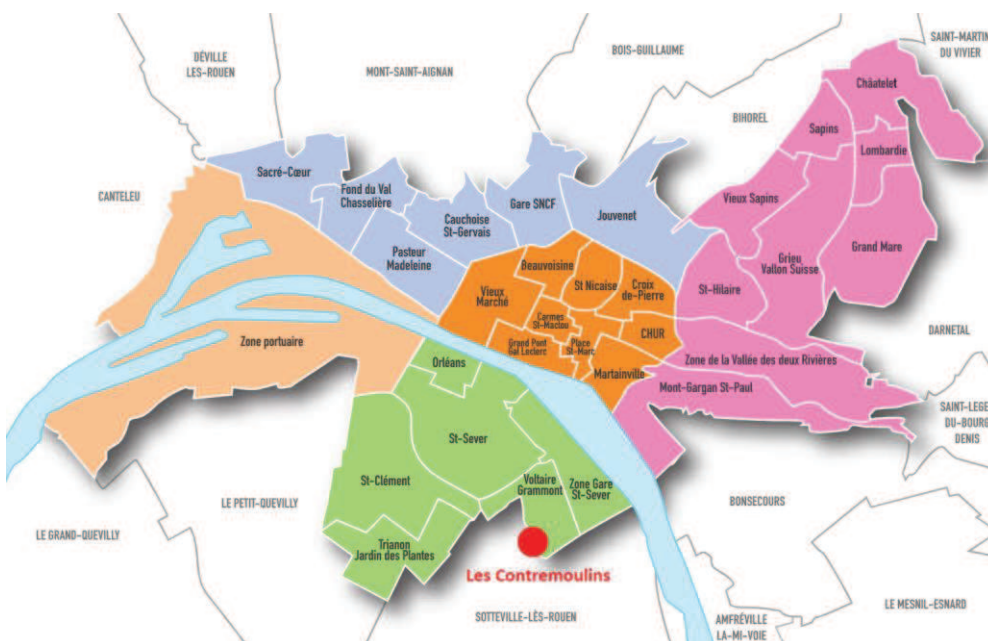 SAINT-MARTIN
DU VIVIER
BOIS-GUILLAUME
DÉVILLE
LES-ROUEN
MONT-SAINT-AIGNAN
Châatelet
BIHOREL
Sapins
Lombardie
Sacré-Cœur
Fond du Val
Chasselière
CANTELEU
Gare SNCF
Vieux Sapins
Cauchoise
St-Gervais
Jouvenet
Grand Mare
Pasteur
Madeleine
Grieu
Vallon Suisse
Beauvoisine
St Nicaise
Croix
de-Pierre
St-Hilaire
Vieux
Marché
Carmes
St-Maclou
CHUR
DARNETAL
Zone portuaire
Grand Pont
Gal Leclerc
Place
St-Marc
Orléans
Zone de la Vallée des deux Rivières
Martainville
Mont-Gargan St-Paul
SAINT-LEGE
DU-BOURG
DENIS
St-Sever
St-Clément
Voltaire
Grammont
Zone Gare
St-Sever
LE PETIT-QUEVILLY
BONSECOURS
LE GRAND-QUEVILLY
Trianon
Jardin des Plantes
Les Contremoulins
LE MESNIL-ESNARD
SOTTEVILLE-LÈS-ROUEN
AMFRÉVILLE
LA-MI-VOIE